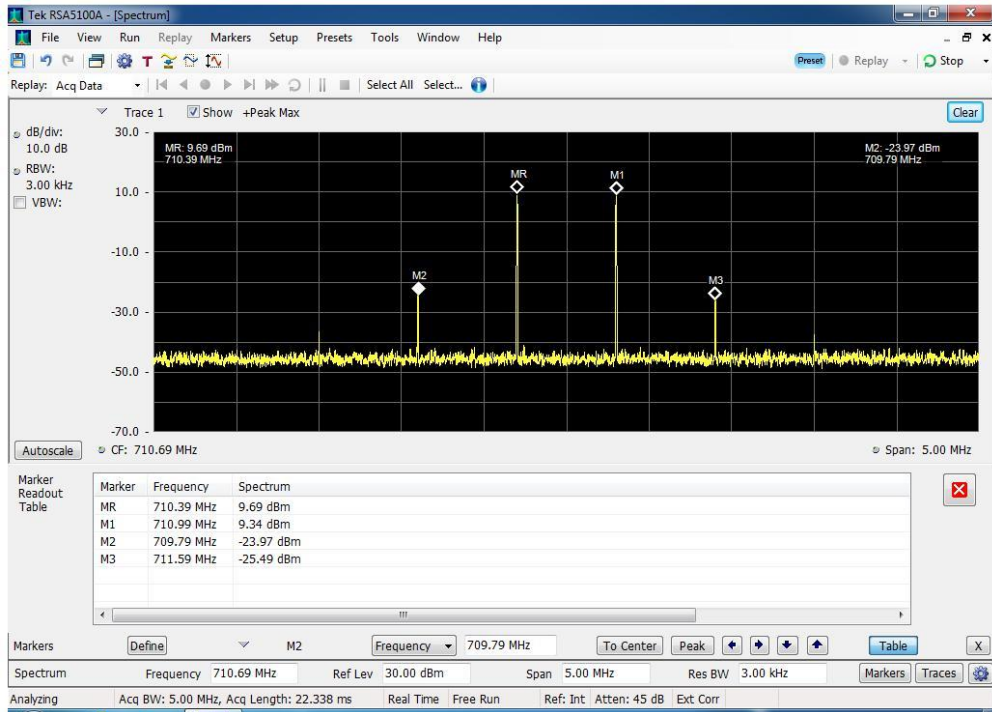 Tek RSA5100A - [Spectrum]
File View Run Replay Markers Setup Presets Tools Window Help
T Preset Replay Stop
Replay: Acq Data Select All Select...
Trace 1 Show +Peak Max Clear
dB/div:
10.0 dB
RBW:
3.00 kHz
VBW:
30.0
10.0
-10.0
-30.0
-50.0
-70.0
MR: 9.69 dBm
710.39 MHz
M2: -23.97 dBm
709.79 MHz
MR
M1
M2
M3
Autoscale CF: 710.69 MHz Span: 5.00 MHz
Marker
Readout
Table
Marker Frequency Spectrum
MR 710.39 MHz 9.69 dBm
M1 710.99 MHz 9.34 dBm
M2 709.79 MHz -23.97 dBm
M3 711.59 MHz -25.49 dBm
Markers Define M2 Frequency 709.79 MHz To Center Peak Table X
Spectrum Frequency 710.69 MHz Ref Lev 30.00 dBm Span 5.00 MHz Res BW 3.00 kHz Markers Traces
Analyzing Acq BW: 5.00 MHz, Acq Length: 22.338 ms Real Time Free Run Ref: Int Atten: 45 dB Ext Corr